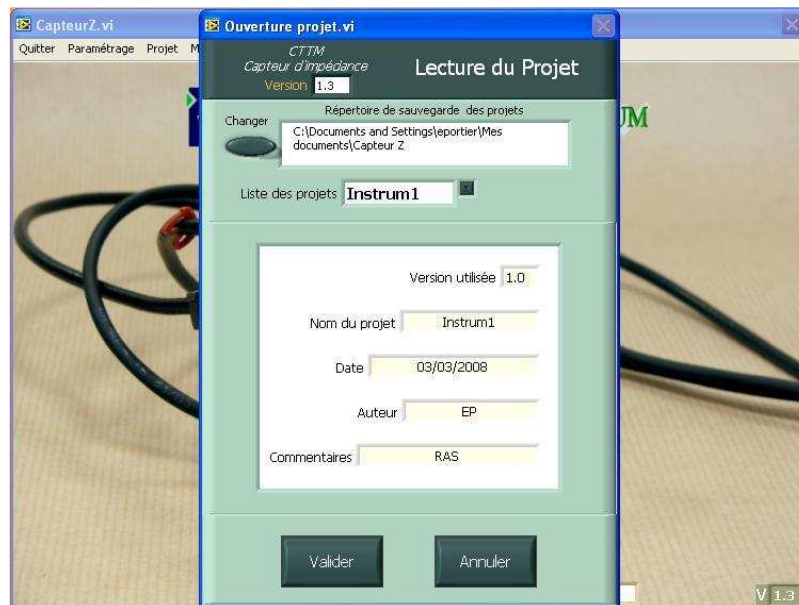 CapteurZ.vi
Quitter Paramétrage Projet M
UM
Ouverture projet.vi
CTTM
Capteur d'impédance
Version 1.3
Lecture du Projet
Répertoire de sauvegarde des projets
Changer
C:\Documents and Settings\eportier\Mes
documents\Capteur Z
Liste des projets Instrum1
Version utilisée 1.0
Nom du projet Instrum1
Date 03/03/2008
Auteur EP
Commentaires RAS
Valider Annuler
V 1.3